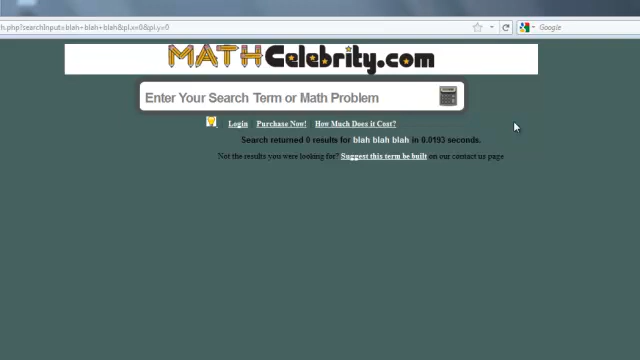 h.php?searchInput=blah+blah+blah&pl.x=0&pl.y=0
Google
MATHCelebrity.com
Enter Your Search Term or Math Problem
Login Purchase Now! How Much Does it Cost?
Search returned 0 results for blah blah blah in 0.0193 seconds.
Not the results you were looking for? Suggest this term be built on our contact us page